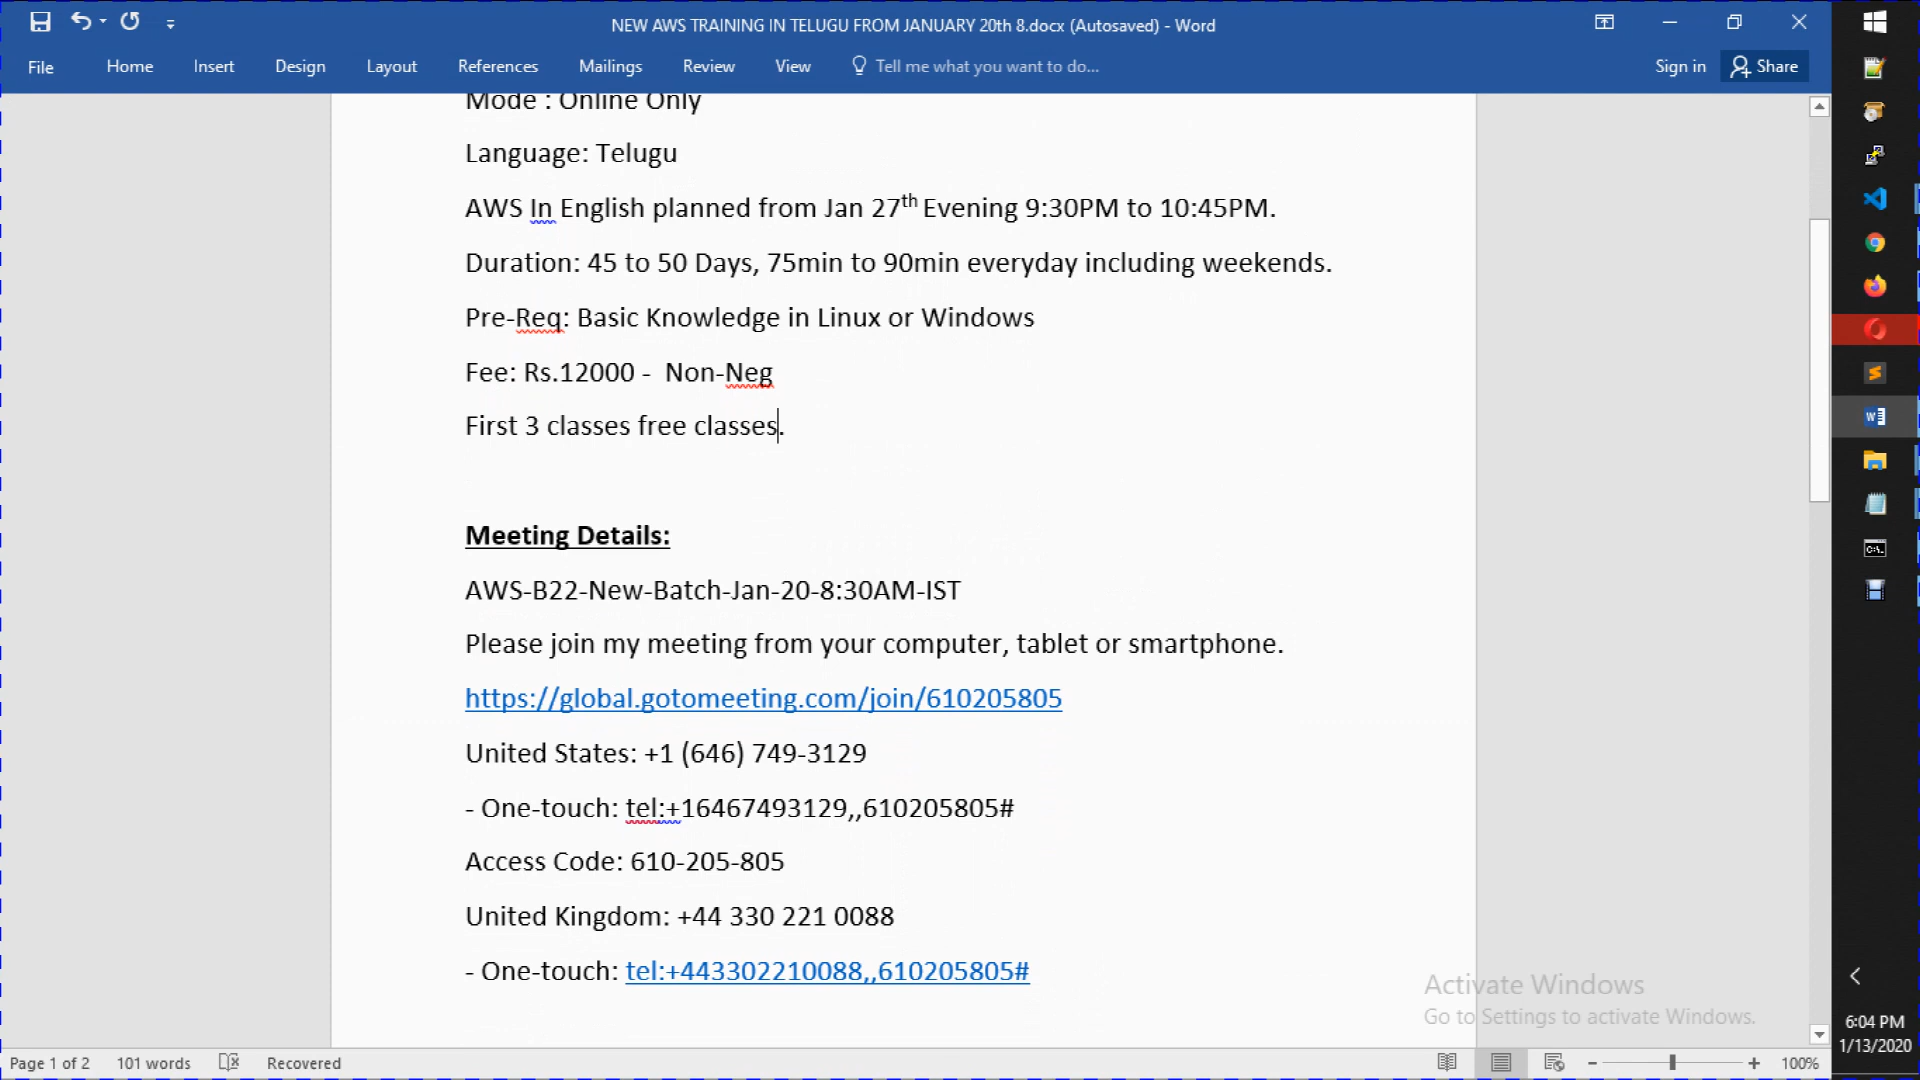 NEW AWS TRAINING IN TELUGU FROM JANUARY 20th 8.docx (Autosaved) - Word
File Home Insert Design Layout References Mailings Review View Tell me what you want to do... Sign in Share
Mode : Online Only
Language: Telugu
AWS In English planned from Jan 27th Evening 9:30PM to 10:45PM.
Duration: 45 to 50 Days, 75min to 90min everyday including weekends.
Pre-Req: Basic Knowledge in Linux or Windows
Fee: Rs.12000 -  Non-Neg
First 3 classes free classes.
Meeting Details:
AWS-B22-New-Batch-Jan-20-8:30AM-IST
Please join my meeting from your computer, tablet or smartphone.
https://global.gotomeeting.com/join/610205805
United States: +1 (646) 749-3129
- One-touch: tel:+16467493129,,610205805#
Access Code: 610-205-805
United Kingdom: +44 330 221 0088
- One-touch: tel:+443302210088,,610205805#
Activate Windows
Go to Settings to activate Windows.
6:04 PM
1/13/2020
Page 1 of 2 101 words Recovered 100%